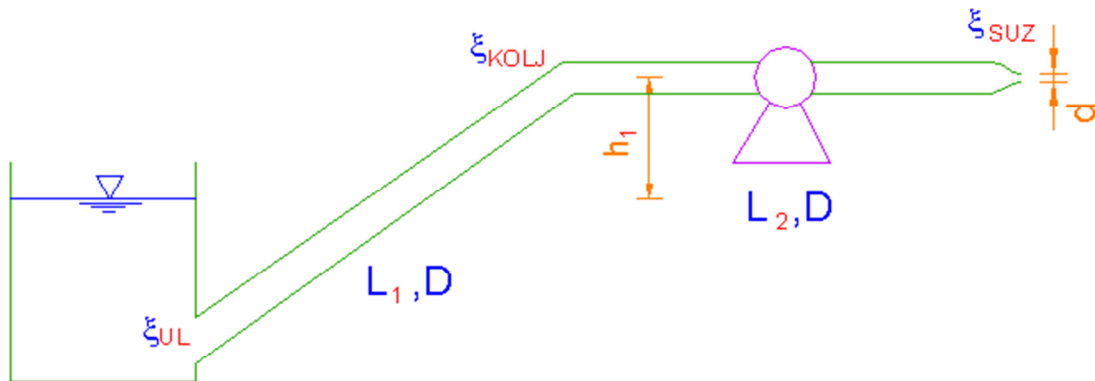 ξSUZ
ξKOLJ
d
h1
L2,D
L1,D
ξUL